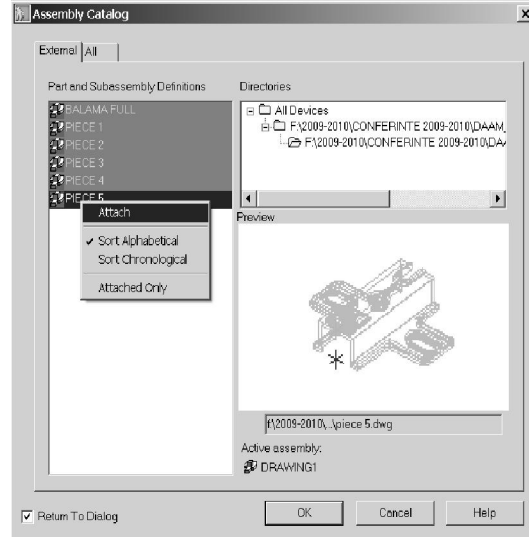 Assembly Catalog
External
All
Part and Subassembly Definitions
BALAMA FULL
PIECE 1
PIECE 2
PIECE 3
PIECE 4
PIECE 5
Attach
✓ Sort Alphabetical
Sort Chronological
Attached Only
Directories
All Devices
F:\2009-2010\CONFERINTE 2009-2010\DAAM_
F:\2009-2010\CONFERINTE 2009-2010\DA/
Preview
f:\2009-2010\...\piece 5.dwg
Active assembly:
DRAWING1
Return To Dialog
OK
Cancel
Help